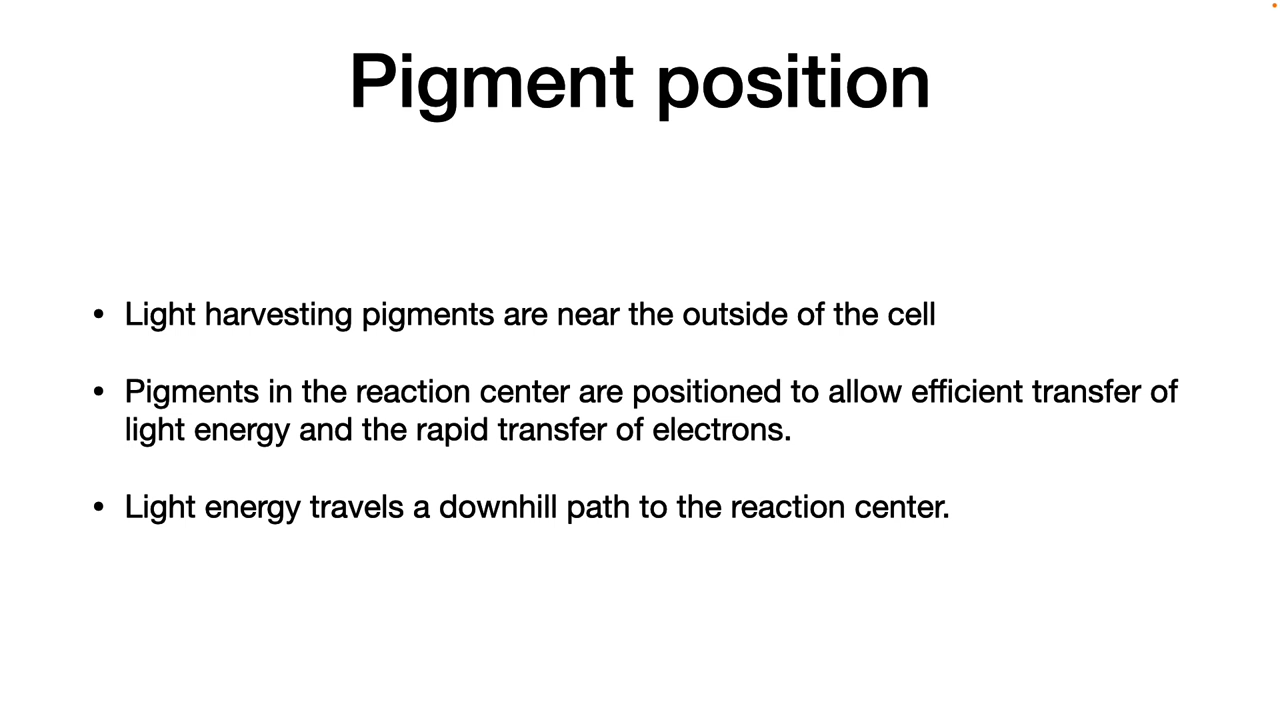 Pigment position
• Light harvesting pigments are near the outside of the cell
• Pigments in the reaction center are positioned to allow efficient transfer of
light energy and the rapid transfer of electrons.
• Light energy travels a downhill path to the reaction center.